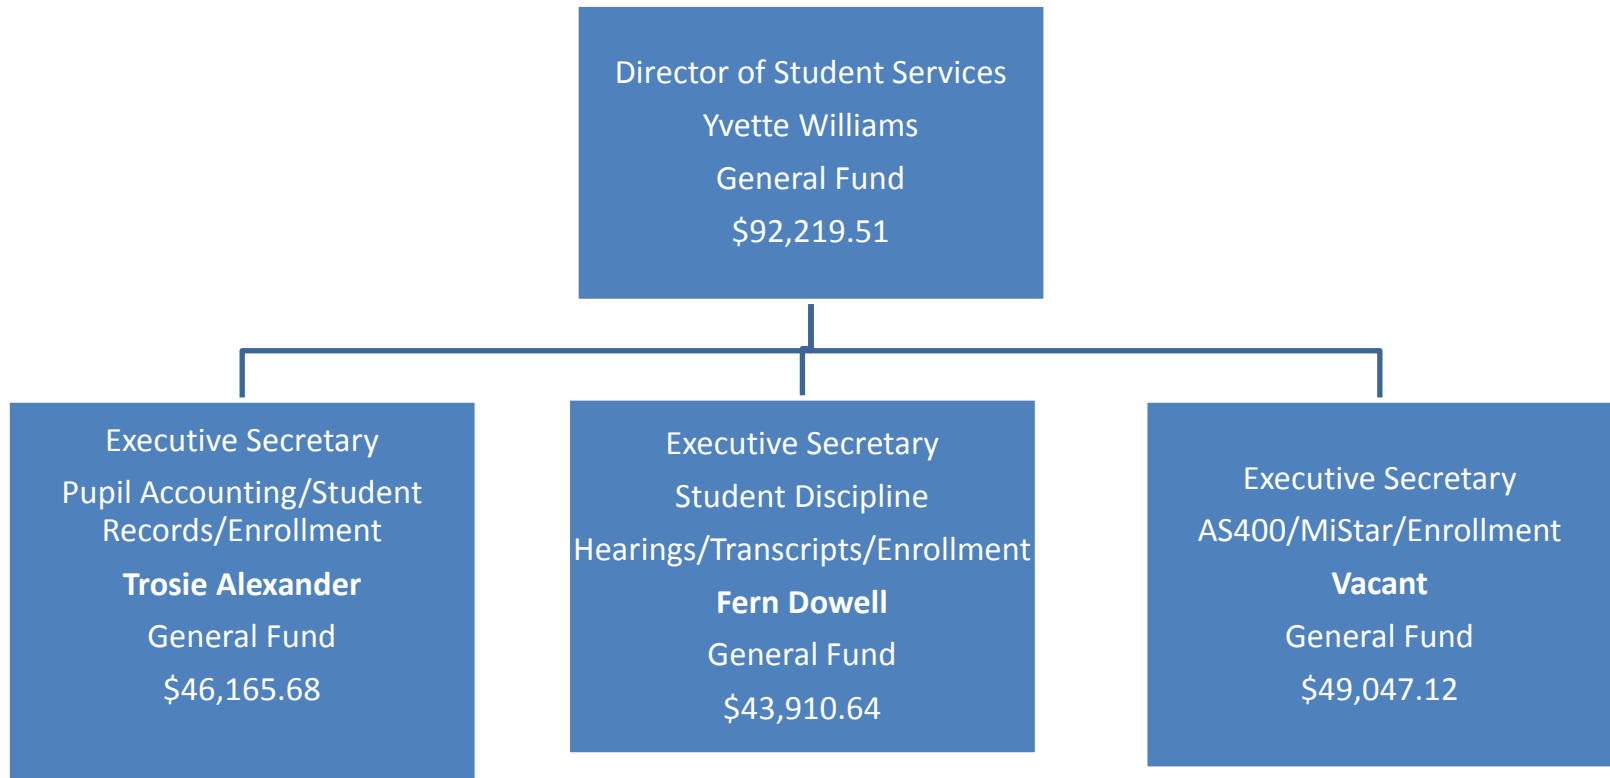 Director of Student Services
Yvette Williams
General Fund
$92,219.51
Executive Secretary
Pupil Accounting/Student
Records/Enrollment
Trosie Alexander
General Fund
$46,165.68
Executive Secretary
Student Discipline
Hearings/Transcripts/Enrollment
Fern Dowell
General Fund
$43,910.64
Executive Secretary
AS400/MiStar/Enrollment
Vacant
General Fund
$49,047.12